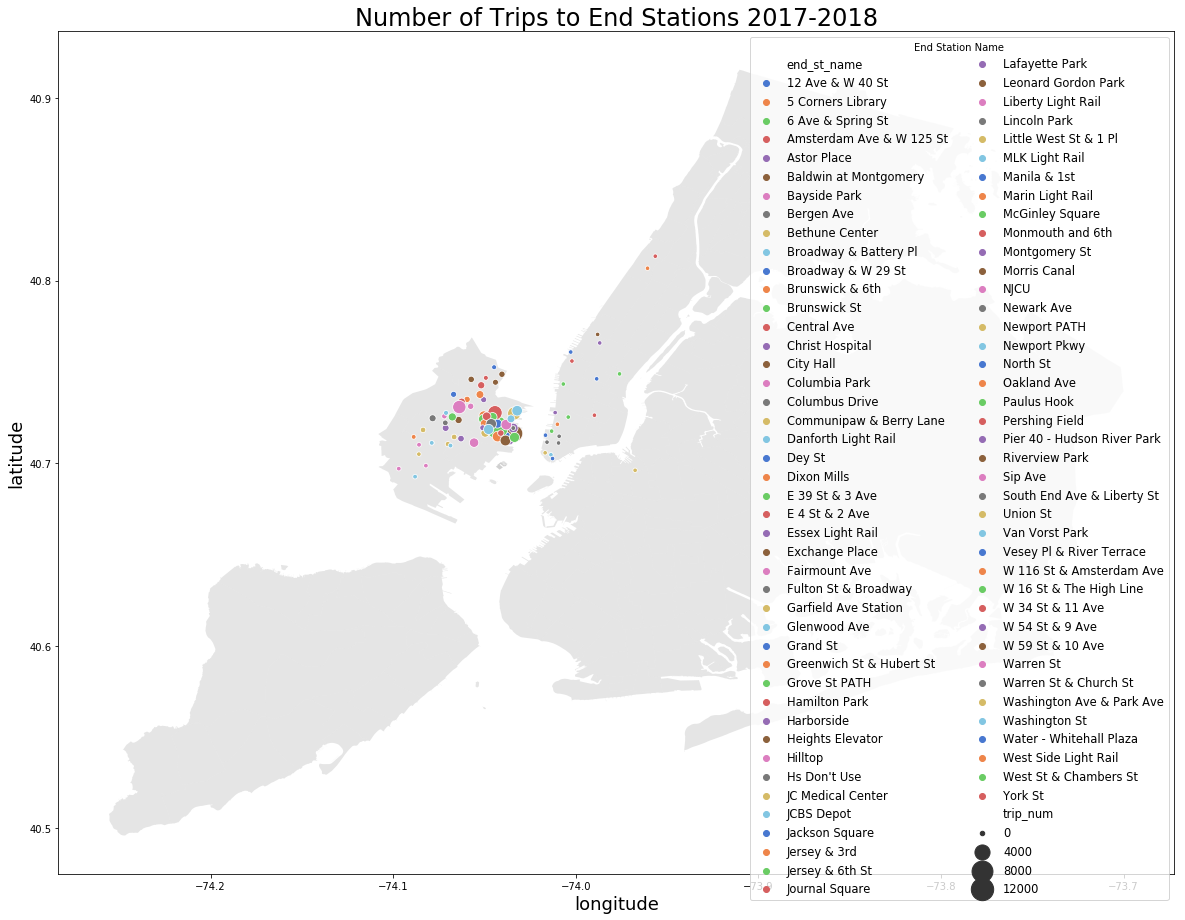 Number of Trips to End Stations 2017-2018
End Station Name
end_st_name
12 Ave & W 40 St
5 Corners Library
6 Ave & Spring St
Amsterdam Ave & W 125 St
Astor Place
Baldwin at Montgomery
Bayside Park
Bergen Ave
Bethune Center
Broadway & Battery Pl
Broadway & W 29 St
Brunswick & 6th
Brunswick St
Central Ave
Christ Hospital
City Hall
Columbia Park
Columbus Drive
Communipaw & Berry Lane
Danforth Light Rail
Dey St
Dixon Mills
E 39 St & 3 Ave
E 4 St & 2 Ave
Essex Light Rail
Exchange Place
Fairmount Ave
Fulton St & Broadway
Garfield Ave Station
Glenwood Ave
Grand St
Greenwich St & Hubert St
Grove St PATH
Hamilton Park
Harborside
Heights Elevator
Hilltop
Hs Don't Use
JC Medical Center
JCBS Depot
Jackson Square
Jersey & 3rd
Jersey & 6th St
Journal Square
Lafayette Park
Leonard Gordon Park
Liberty Light Rail
Lincoln Park
Little West St & 1 Pl
MLK Light Rail
Manila & 1st
Marin Light Rail
McGinley Square
Monmouth and 6th
Montgomery St
Morris Canal
NJCU
Newark Ave
Newport PATH
Newport Pkwy
North St
Oakland Ave
Paulus Hook
Pershing Field
Pier 40 - Hudson River Park
Riverview Park
Sip Ave
South End Ave & Liberty St
Union St
Van Vorst Park
Vesey Pl & River Terrace
W 116 St & Amsterdam Ave
W 16 St & The High Line
W 34 St & 11 Ave
W 54 St & 9 Ave
W 59 St & 10 Ave
Warren St
Warren St & Church St
Washington Ave & Park Ave
Washington St
Water - Whitehall Plaza
West Side Light Rail
West St & Chambers St
York St
trip_num
0
4000
8000
12000
latitude
40.9
40.8
40.7
40.6
40.5
−74.2
−74.1
−74.0
−73.9
−73.8
−73.7
longitude